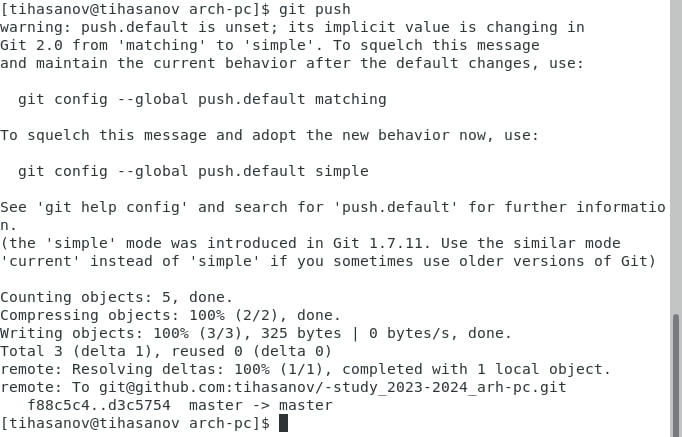 [tihasanov@tihasanov arch-pc]$ git push
warning: push.default is unset; its implicit value is changing in
Git 2.0 from 'matching' to 'simple'. To squelch this message
and maintain the current behavior after the default changes, use:

  git config --global push.default matching

To squelch this message and adopt the new behavior now, use:

  git config --global push.default simple

See 'git help config' and search for 'push.default' for further informatio
n.
(the 'simple' mode was introduced in Git 1.7.11. Use the similar mode
'current' instead of 'simple' if you sometimes use older versions of Git)

Counting objects: 5, done.
Compressing objects: 100% (2/2), done.
Writing objects: 100% (3/3), 325 bytes | 0 bytes/s, done.
Total 3 (delta 1), reused 0 (delta 0)
remote: Resolving deltas: 100% (1/1), completed with 1 local object.
remote: To git@github.com:tihasanov/-study_2023-2024_arh-pc.git
   f88c5c4..d3c5754  master -> master
[tihasanov@tihasanov arch-pc]$